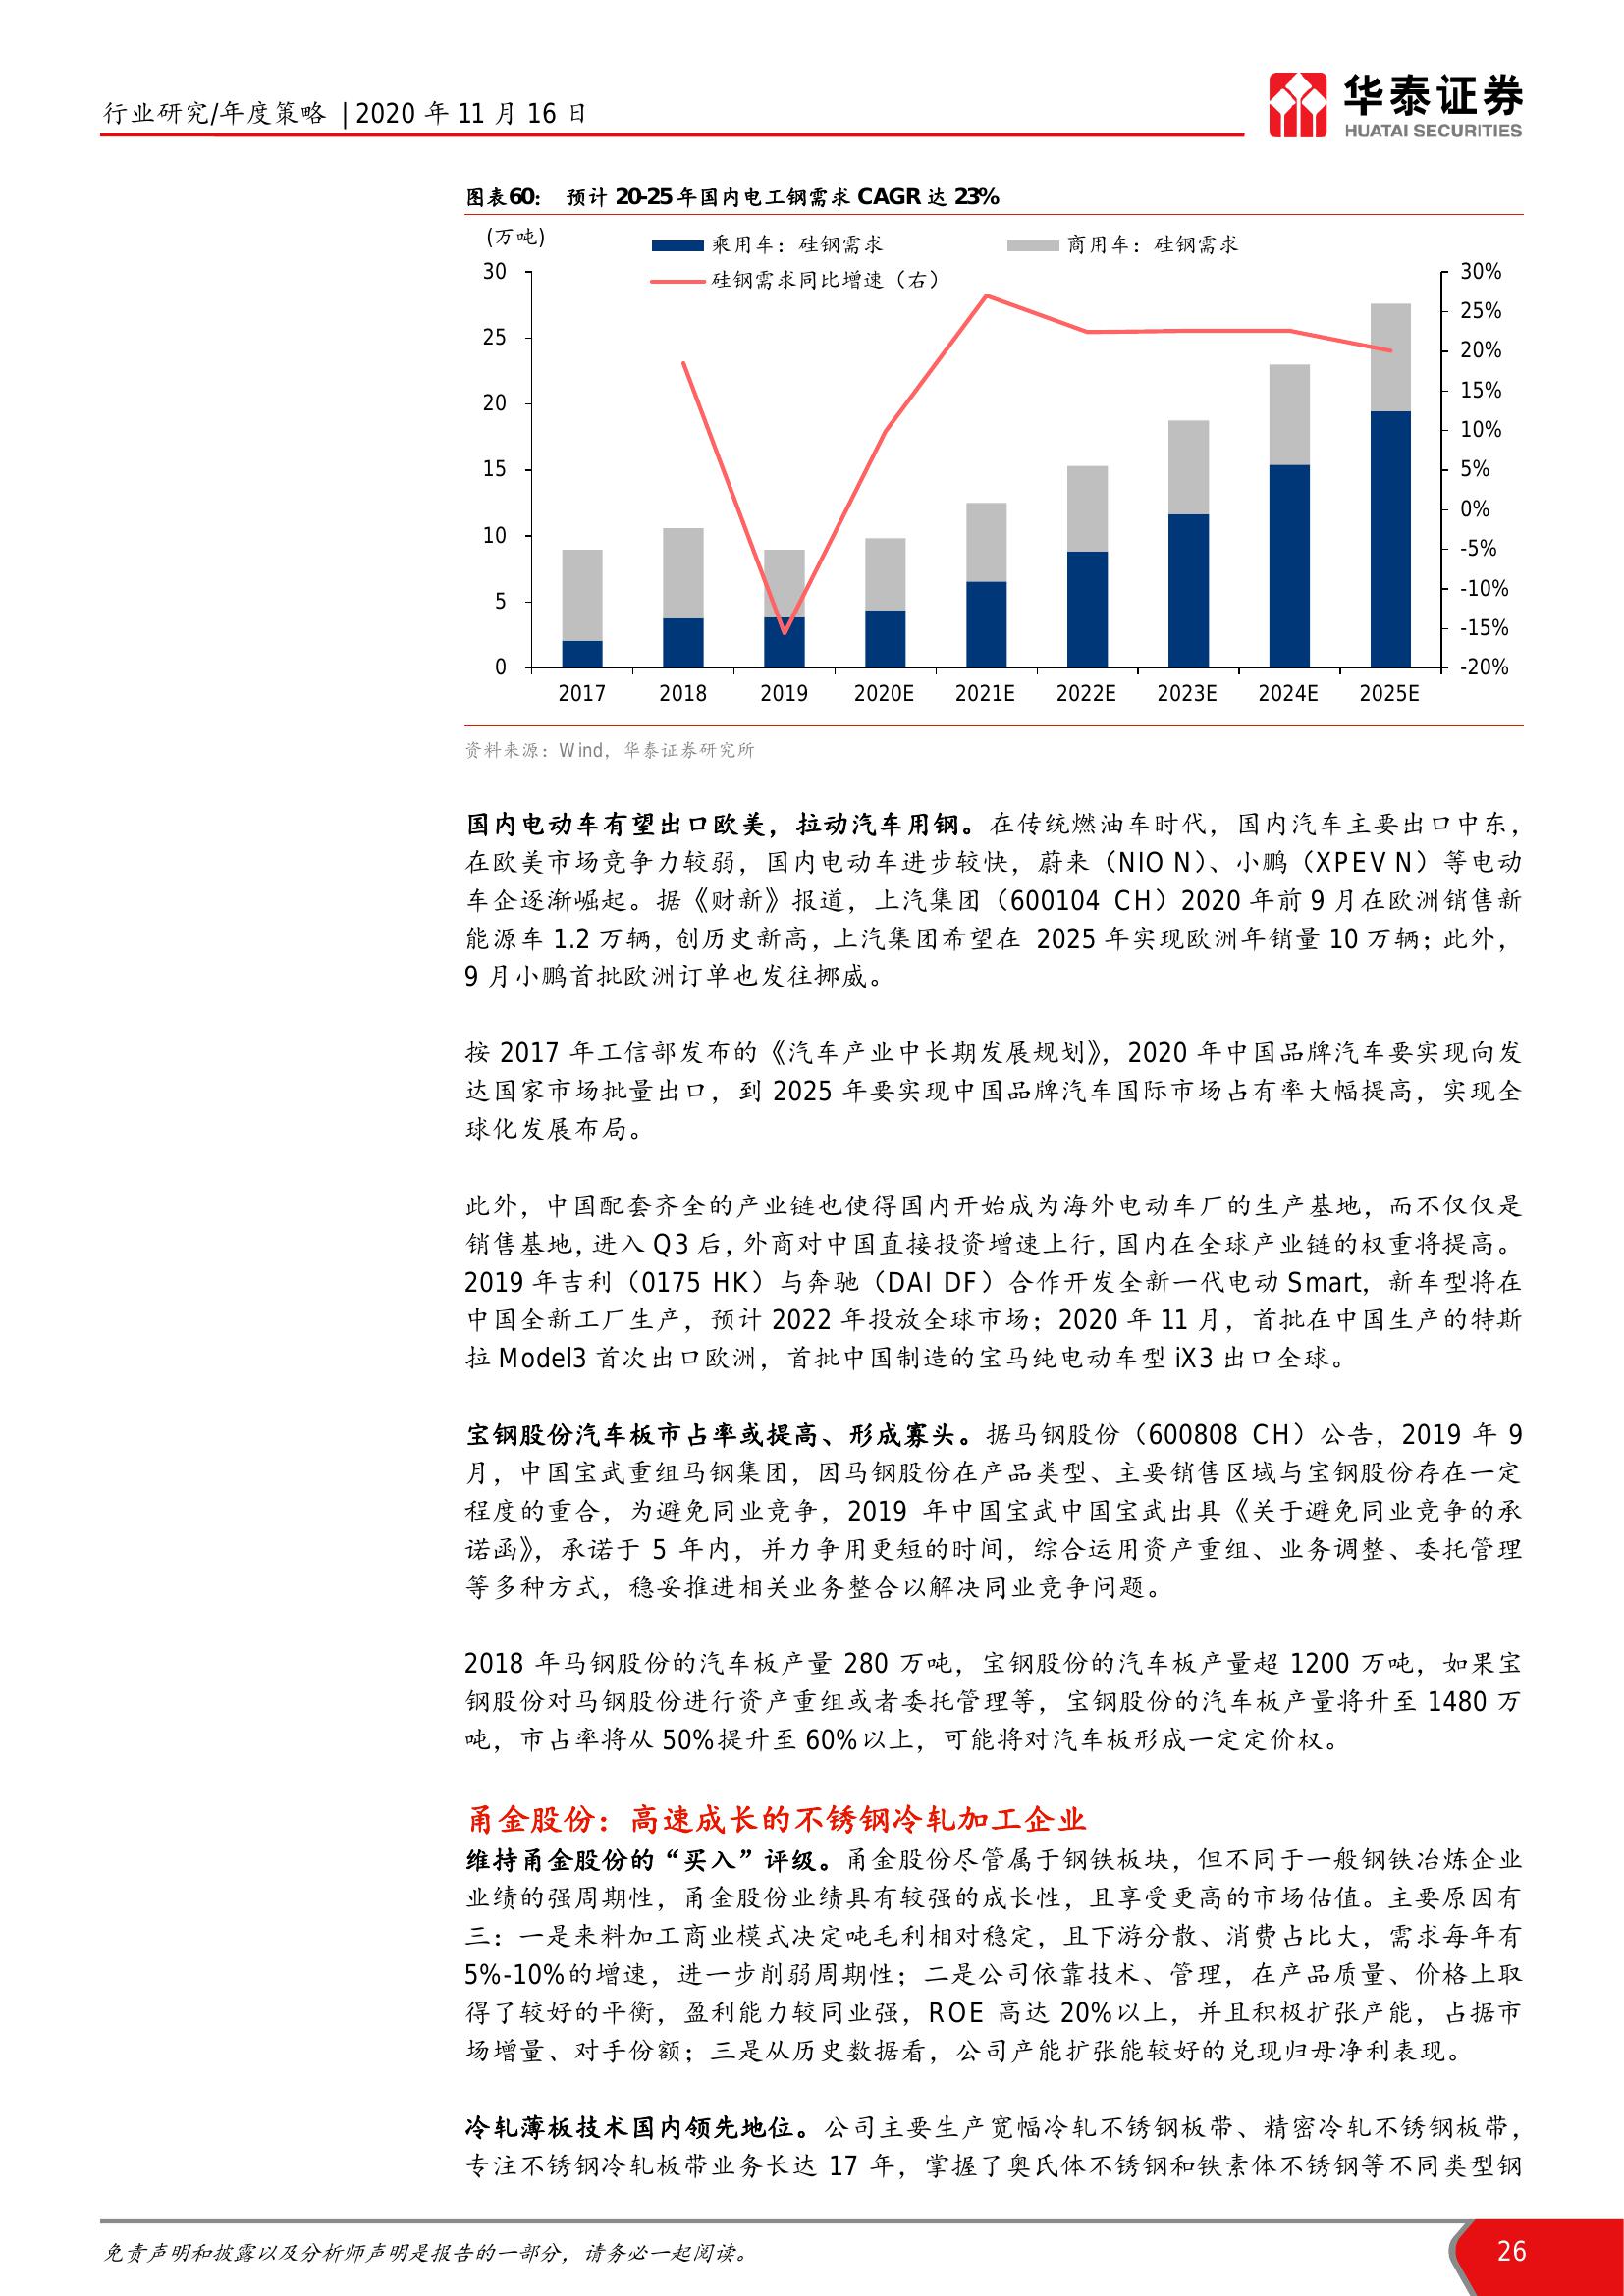 行业研究/年度策略 | 2020 年 11 月 16 日
华泰证券
HUATAI SECURITIES
图表60: 预计 20-25 年国内电工钢需求 CAGR 达 23%
(万吨)
乘用车：硅钢需求
商用车：硅钢需求
硅钢需求同比增速（右）
30
25
20
15
10
5
0
30%
25%
20%
15%
10%
5%
0%
-5%
-10%
-15%
-20%
2017 2018 2019 2020E 2021E 2022E 2023E 2024E 2025E
资料来源：Wind，华泰证券研究所
国内电动车有望出口欧美，拉动汽车用钢。在传统燃油车时代，国内汽车主要出口中东，
在欧美市场竞争力较弱，国内电动车进步较快，蔚来（NIO N）、小鹏（XPEV N）等电动
车企逐渐崛起。据《财新》报道，上汽集团（600104 CH）2020 年前 9 月在欧洲销售新
能源车 1.2 万辆，创历史新高，上汽集团希望在 2025 年实现欧洲年销量 10 万辆；此外，
9 月小鹏首批欧洲订单也发往挪威。
按 2017 年工信部发布的《汽车产业中长期发展规划》，2020 年中国品牌汽车要实现向发
达国家市场批量出口，到 2025 年要实现中国品牌汽车国际市场占有率大幅提高，实现全
球化发展布局。
此外，中国配套齐全的产业链也使得国内开始成为海外电动车厂的生产基地，而不仅仅是
销售基地，进入 Q3 后，外商对中国直接投资增速上行，国内在全球产业链的权重将提高。
2019 年吉利（0175 HK）与奔驰（DAI DF）合作开发全新一代电动 Smart，新车型将在
中国全新工厂生产，预计 2022 年投放全球市场；2020 年 11 月，首批在中国生产的特斯
拉 Model3 首次出口欧洲，首批中国制造的宝马纯电动车型 iX3 出口全球。
宝钢股份汽车板市占率或提高、形成寡头。据马钢股份（600808 CH）公告，2019 年 9
月，中国宝武重组马钢集团，因马钢股份在产品类型、主要销售区域与宝钢股份存在一定
程度的重合，为避免同业竞争，2019 年中国宝武中国宝武出具《关于避免同业竞争的承
诺函》，承诺于 5 年内，并力争用更短的时间，综合运用资产重组、业务调整、委托管理
等多种方式，稳妥推进相关业务整合以解决同业竞争问题。
2018 年马钢股份的汽车板产量 280 万吨，宝钢股份的汽车板产量超 1200 万吨，如果宝
钢股份对马钢股份进行资产重组或者委托管理等，宝钢股份的汽车板产量将升至 1480 万
吨，市占率将从 50%提升至 60%以上，可能将对汽车板形成一定定价权。
甬金股份：高速成长的不锈钢冷轧加工企业
维持甬金股份的“买入”评级。甬金股份尽管属于钢铁板块，但不同于一般钢铁冶炼企业
业绩的强周期性，甬金股份业绩具有较强的成长性，且享受更高的市场估值。主要原因有
三：一是来料加工商业模式决定吨毛利相对稳定，且下游分散、消费占比大，需求每年有
5%-10%的增速，进一步削弱周期性；二是公司依靠技术、管理，在产品质量、价格上取
得了较好的平衡，盈利能力较同业强，ROE 高达 20%以上，并且积极扩张产能，占据市
场增量、对手份额；三是从历史数据看，公司产能扩张能较好的兑现归母净利表现。
冷轧薄板技术国内领先地位。公司主要生产宽幅冷轧不锈钢板带、精密冷轧不锈钢板带，
专注不锈钢冷轧板带业务长达 17 年，掌握了奥氏体不锈钢和铁素体不锈钢等不同类型钢
免责声明和披露以及分析师声明是报告的一部分，请务必一起阅读。
26